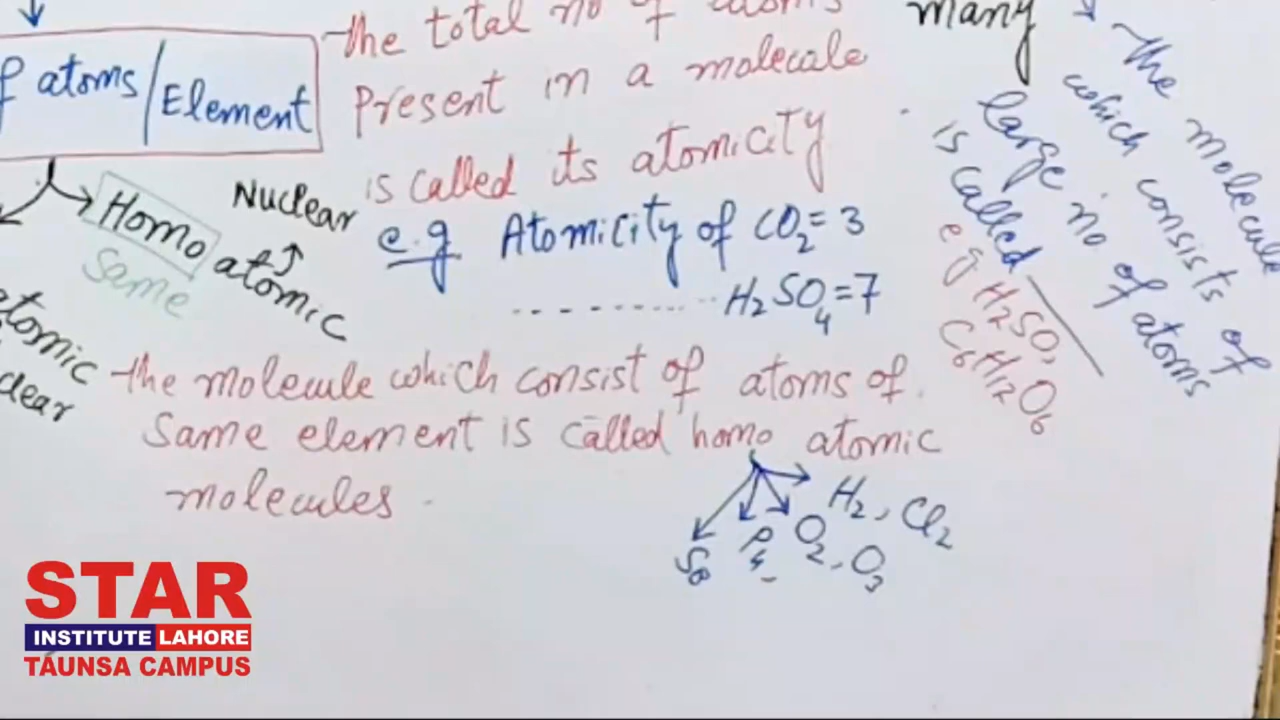 f atoms/Element
the total no of atoms
Present in a molecule
is called its atomicity
e.g Atomicity of CO2 = 3
H2SO4 = 7
many
The molecule
which consists of
large no of atoms
is called
eg H2SO
C6H12O6
Homo atomic
Nuclear
Same
atomic
clear
the molecule which consist of atoms of
Same element is called homo atomic
molecules
H2, Cl2
O2, O3
P4
S8
STAR
INSTITUTE LAHORE
TAUNSA CAMPUS